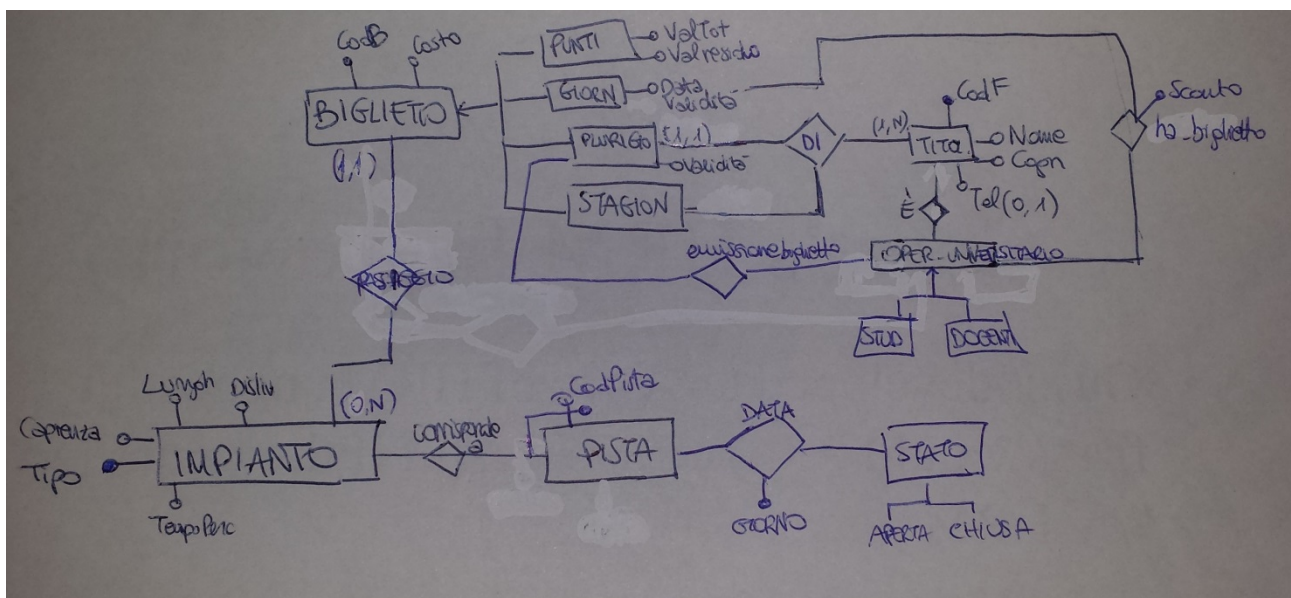 CodB
Costo
BIGLIETTO
(1,1)
PUNTI
ValTot
Valresiduo
GIORN
Data
Validità
PLURIGIO
(1,1)
validità
STAGION
DI
(1,N)
CodF
TITO.
Nome
Cogn
Tel (0,1)
È
Sconto
ha_biglietto
emissione biglietto
OPER-UNIVERSITARIO
STUD
DOCENTI
(0,N)
Lungh
Disliv
Capienza
Tipo
IMPIANTO
TempoPerc
corrisponde
CodPista
PISTA
DATA
GIORNO
STATO
APERTA
CHIUSA